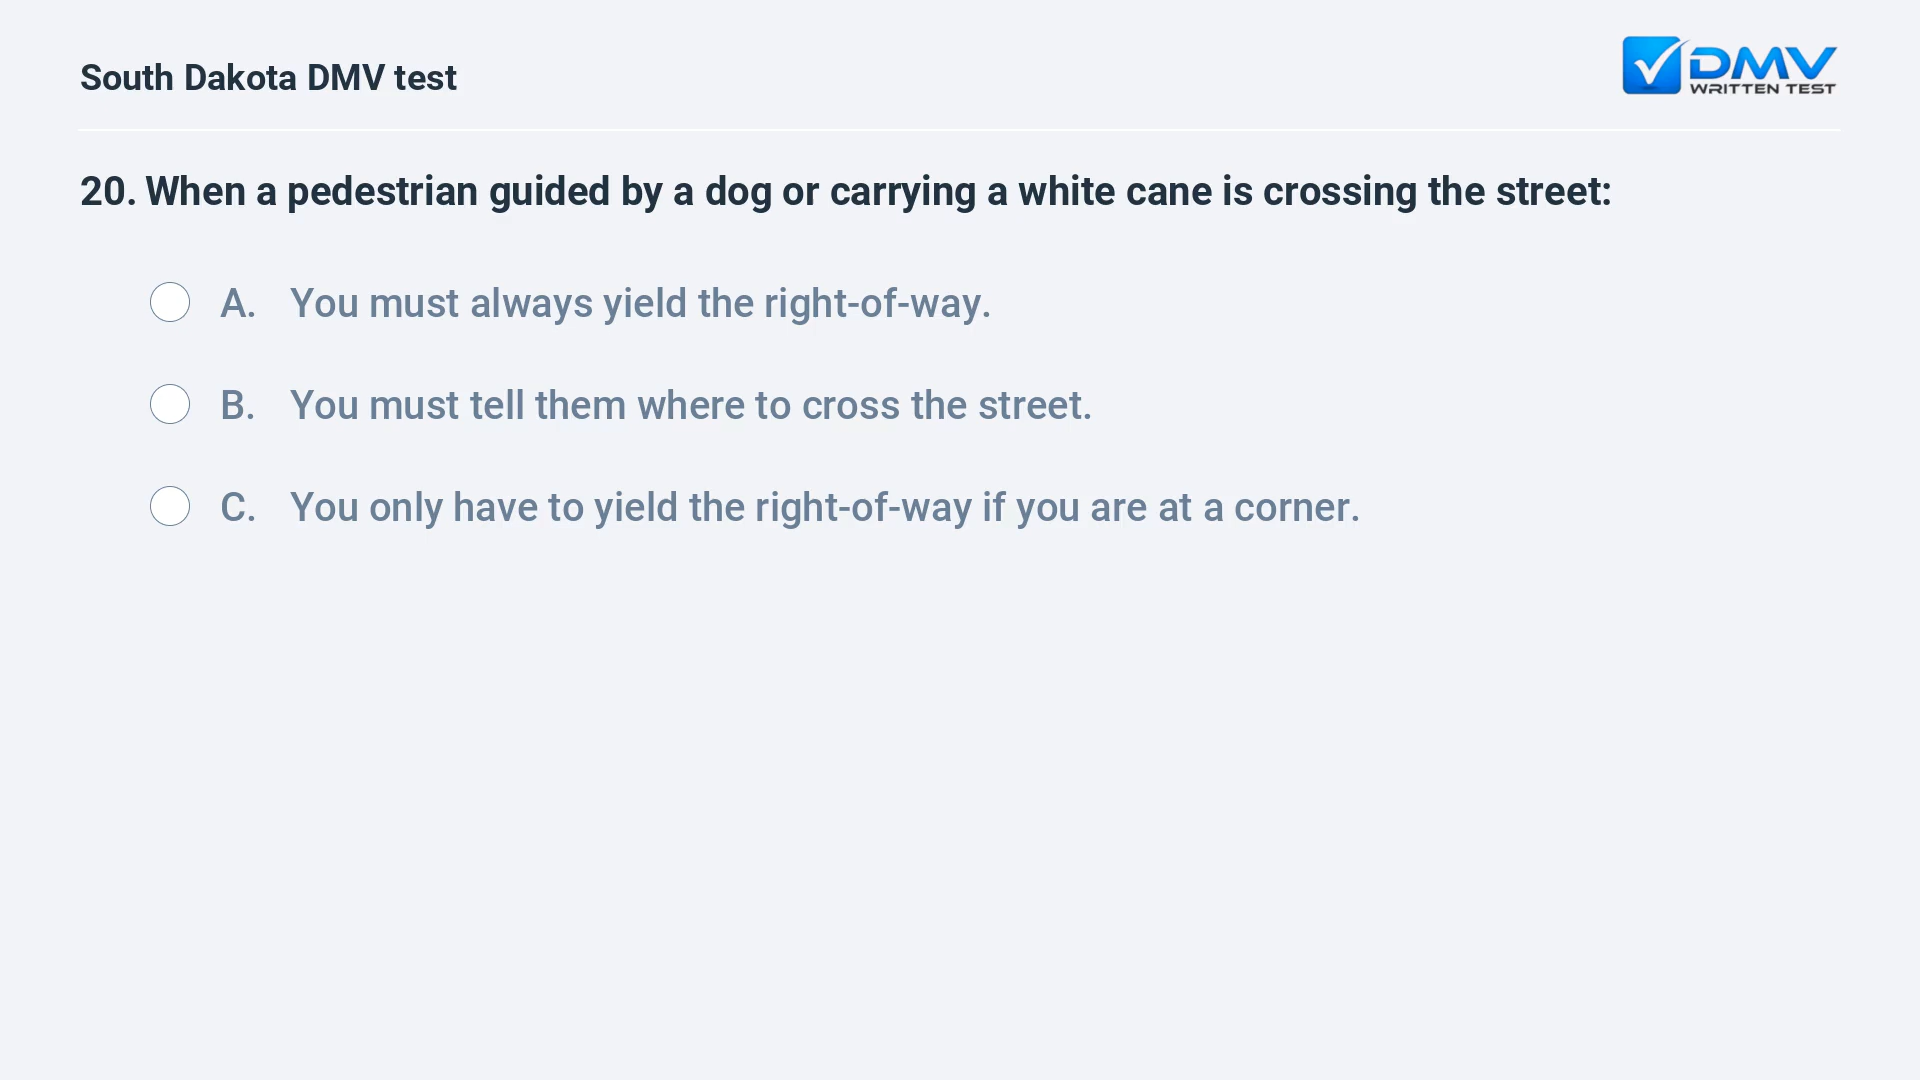 South Dakota DMV test
DMV
WRITTEN TEST
20. When a pedestrian guided by a dog or carrying a white cane is crossing the street:
A. You must always yield the right-of-way.
B. You must tell them where to cross the street.
C. You only have to yield the right-of-way if you are at a corner.